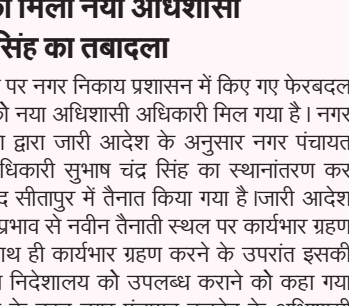 मिला नया अधिशासी
सिंह का तबादला
पर नगर निकाय प्रशासन में किए गए फेरबदल
नया अधिशासी अधिकारी मिल गया है। नगर
द्वारा जारी आदेश के अनुसार नगर पंचायत
सुभाष चंद्र सिंह का स्थानांतरण कर
सीतापुर में तैनात किया गया है ।जारी आदेश
प्रभाव से नवीन तैनाती स्थल पर कार्यभार ग्रहण
ही कार्यभार ग्रहण करने के उपरांत इसकी
निदेशालय को उपलब्ध कराने को कहा गया